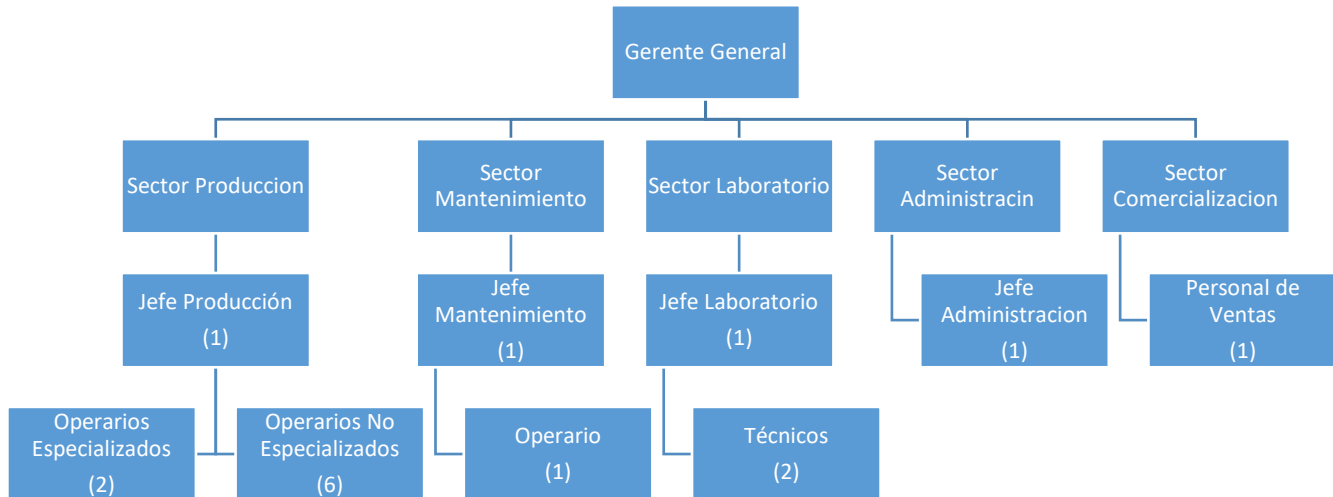 Gerente General
Sector Produccion
Sector
Mantenimiento
Sector Laboratorio
Sector
Administracin
Sector
Comercializacion
Jefe Producción
(1)
Jefe
Mantenimiento
(1)
Jefe Laboratorio
(1)
Jefe
Administracion
(1)
Personal de
Ventas
(1)
Operarios
Especializados
(2)
Operarios No
Especializados
(6)
Operario
(1)
Técnicos
(2)